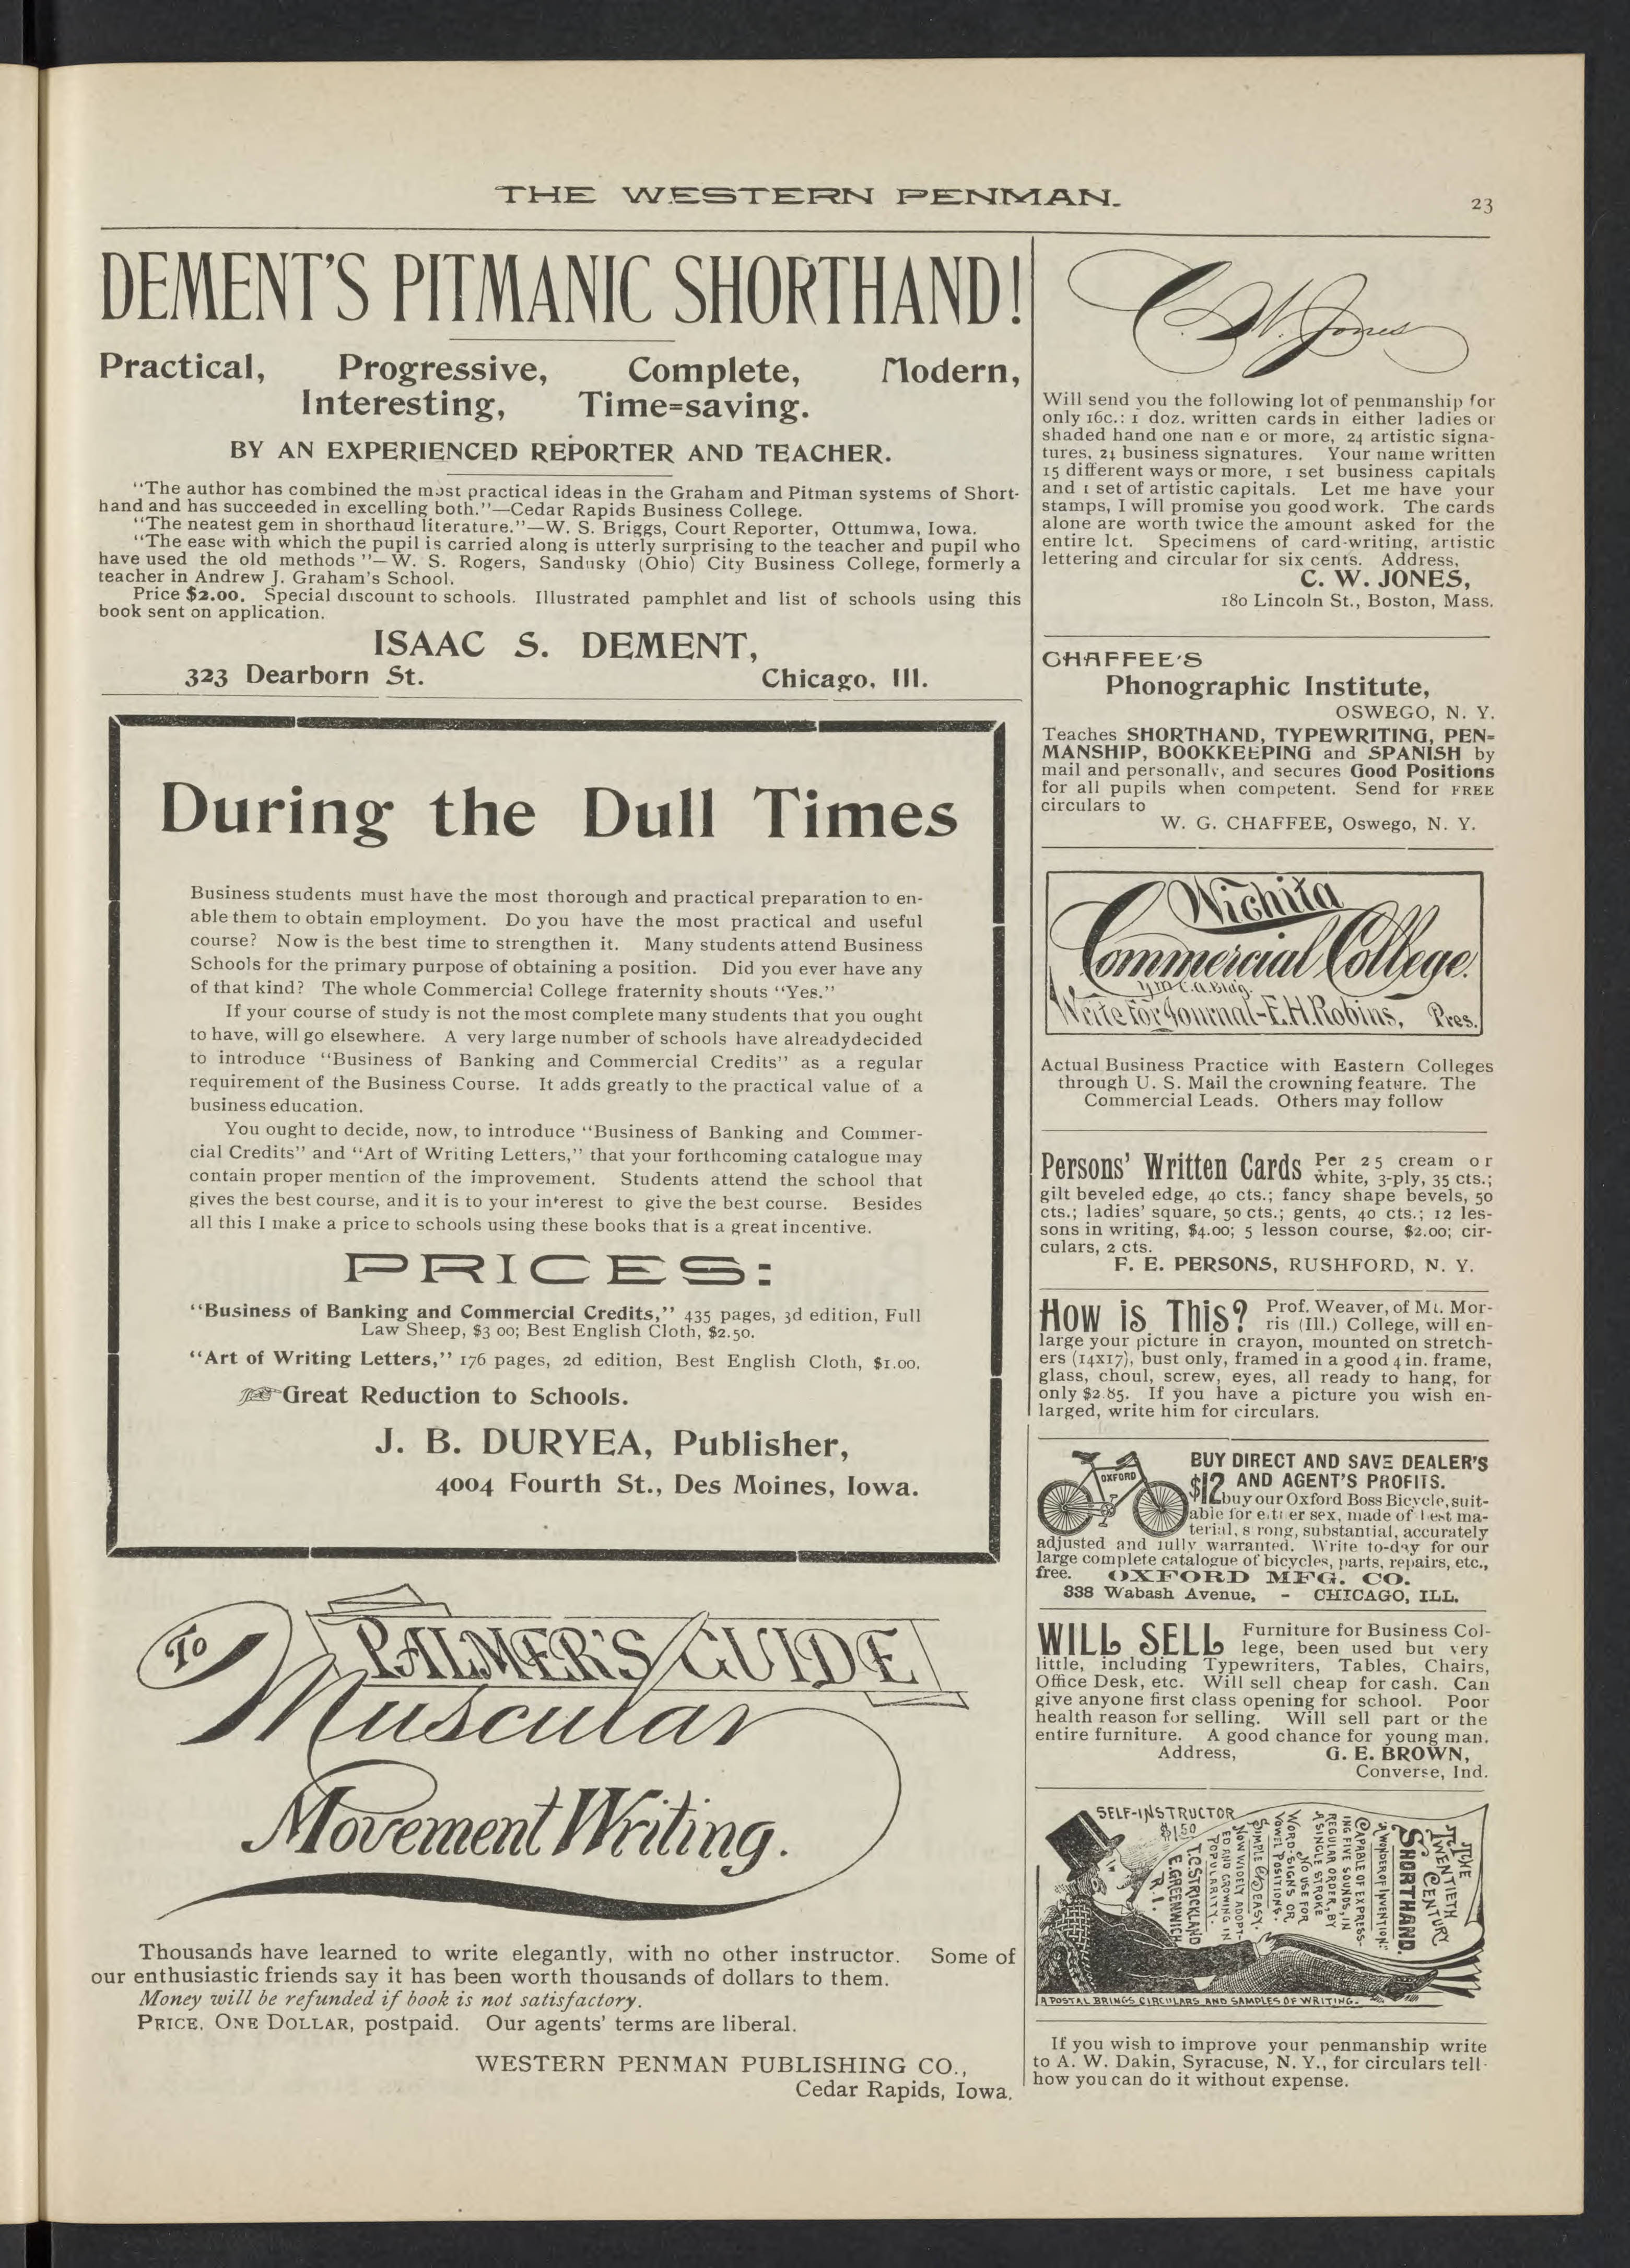 THE WESTERN PENMAN.
23
DEMENT'S PITMANIC SHORTHAND!
Practical, Progressive, Complete, Modern,
Interesting, Time=saving.
BY AN EXPERIENCED REPORTER AND TEACHER.
"The author has combined the most practical ideas in the Graham and Pitman systems of Short-
hand and has succeeded in excelling both."—Cedar Rapids Business College.
"The neatest gem in shorthaud literature."—W. S. Briggs, Court Reporter, Ottumwa, Iowa.
"The ease with which the pupil is carried along is utterly surprising to the teacher and pupil who
have used the old methods"—W. S. Rogers, Sandusky (Ohio) City Business College, formerly a
teacher in Andrew J. Graham's School.
Price $2.00. Special discount to schools. Illustrated pamphlet and list of schools using this
book sent on application.
ISAAC S. DEMENT,
323 Dearborn St. Chicago, Ill.
During the Dull Times
Business students must have the most thorough and practical preparation to en-
able them to obtain employment. Do you have the most practical and useful
course? Now is the best time to strengthen it. Many students attend Business
Schools for the primary purpose of obtaining a position. Did you ever have any
of that kind? The whole Commercial College fraternity shouts "Yes."
If your course of study is not the most complete many students that you ought
to have, will go elsewhere. A very large number of schools have alreadydecided
to introduce "Business of Banking and Commercial Credits" as a regular
requirement of the Business Course. It adds greatly to the practical value of a
business education.
You ought to decide, now, to introduce "Business of Banking and Commer-
cial Credits" and "Art of Writing Letters," that your forthcoming catalogue may
contain proper mention of the improvement. Students attend the school that
gives the best course, and it is to your interest to give the best course. Besides
all this I make a price to schools using these books that is a great incentive.
PRICES:
"Business of Banking and Commercial Credits," 435 pages, 3d edition, Full
Law Sheep, $3 00; Best English Cloth, $2.50.
"Art of Writing Letters," 176 pages, 2d edition, Best English Cloth, $1.00.
Great Reduction to Schools.
J. B. DURYEA, Publisher,
4004 Fourth St., Des Moines, Iowa.
To PALMER'S GUIDE
Muscular
Movement Writing.
Thousands have learned to write elegantly, with no other instructor. Some of
our enthusiastic friends say it has been worth thousands of dollars to them.
Money will be refunded if book is not satisfactory.
PRICE, ONE DOLLAR, postpaid. Our agents' terms are liberal.
WESTERN PENMAN PUBLISHING CO.,
Cedar Rapids, Iowa.
C. W. Jones
Will send you the following lot of penmanship for
only 16c.: 1 doz. written cards in either ladies or
shaded hand one nan e or more, 24 artistic signa-
tures, 24 business signatures. Your name written
15 different ways or more, 1 set business capitals
and 1 set of artistic capitals. Let me have your
stamps, I will promise you good work. The cards
alone are worth twice the amount asked for the
entire lct. Specimens of card-writing, artistic
lettering and circular for six cents. Address,
C. W. JONES,
180 Lincoln St., Boston, Mass.
CHAFFEE'S
Phonographic Institute,
OSWEGO, N. Y.
Teaches SHORTHAND, TYPEWRITING, PEN=
MANSHIP, BOOKKEEPING and SPANISH by
mail and personally, and secures Good Positions
for all pupils when competent. Send for FREE
circulars to
W. G. CHAFFEE, Oswego, N. Y.
Wichita
Commercial College.
Y.M.C.A. Bldg.
Write for Journal-E.H.Robins, Pres.
Actual Business Practice with Eastern Colleges
through U. S. Mail the crowning feature. The
Commercial Leads. Others may follow
Persons' Written Cards Per 25 cream or
white, 3-ply, 35 cts.;
gilt beveled edge, 40 cts.; fancy shape bevels, 50
cts.; ladies' square, 50 cts.; gents, 40 cts.; 12 les-
sons in writing, $4.00; 5 lesson course, $2.00; cir-
culars, 2 cts.
F. E. PERSONS, RUSHFORD, N. Y.
HOW IS THIS? Prof. Weaver, of Mt. Mor-
ris (Ill.) College, will en-
large your picture in crayon, mounted on stretch-
ers (14x17), bust only, framed in a good 4 in. frame,
glass, choul, screw, eyes, all ready to hang, for
only $2.85. If you have a picture you wish en-
larged, write him for circulars.
OXFORD
BUY DIRECT AND SAVE DEALER'S
$12 AND AGENT'S PROFITS.
buy our Oxford Boss Bicycle, suit-
able for either sex, made of best ma-
terial, s rong, substantial, accurately
adjusted and fully warranted. Write to-day for our
large complete catalogue of bicycles, parts, repairs, etc.,
free. OXFORD MFG. CO.
338 Wabash Avenue, - CHICAGO, ILL.
WILL SELL Furniture for Business Col-
lege, been used but very
little, including Typewriters, Tables, Chairs,
Office Desk, etc. Will sell cheap for cash. Can
give anyone first class opening for school. Poor
health reason for selling. Will sell part or the
entire furniture. A good chance for young man.
Address, G. E. BROWN,
Converse, Ind.
SELF-INSTRUCTOR
$1.50
THE
TWENTIETH
CENTURY
SHORTHAND.
"A WONDER OF INVENTION."
CAPABLE OF EXPRESS-
ING FIVE SOUNDS, IN
REGULAR ORDER, BY
A SINGLE STROKE
NO USE FOR
WORD-SIGNS OR
VOWEL POSITIONS.
SIMPLE & EASY.
NOW WIDELY ADOPT-
ED AND GROWING IN
POPULARITY.
T.C.STRICKLAND
E.GREENWICH
R.I.
A POSTAL BRINGS CIRCULARS AND SAMPLES OF WRITING.
If you wish to improve your penmanship write
to A. W. Dakin, Syracuse, N. Y., for circulars tell-
how you can do it without expense.